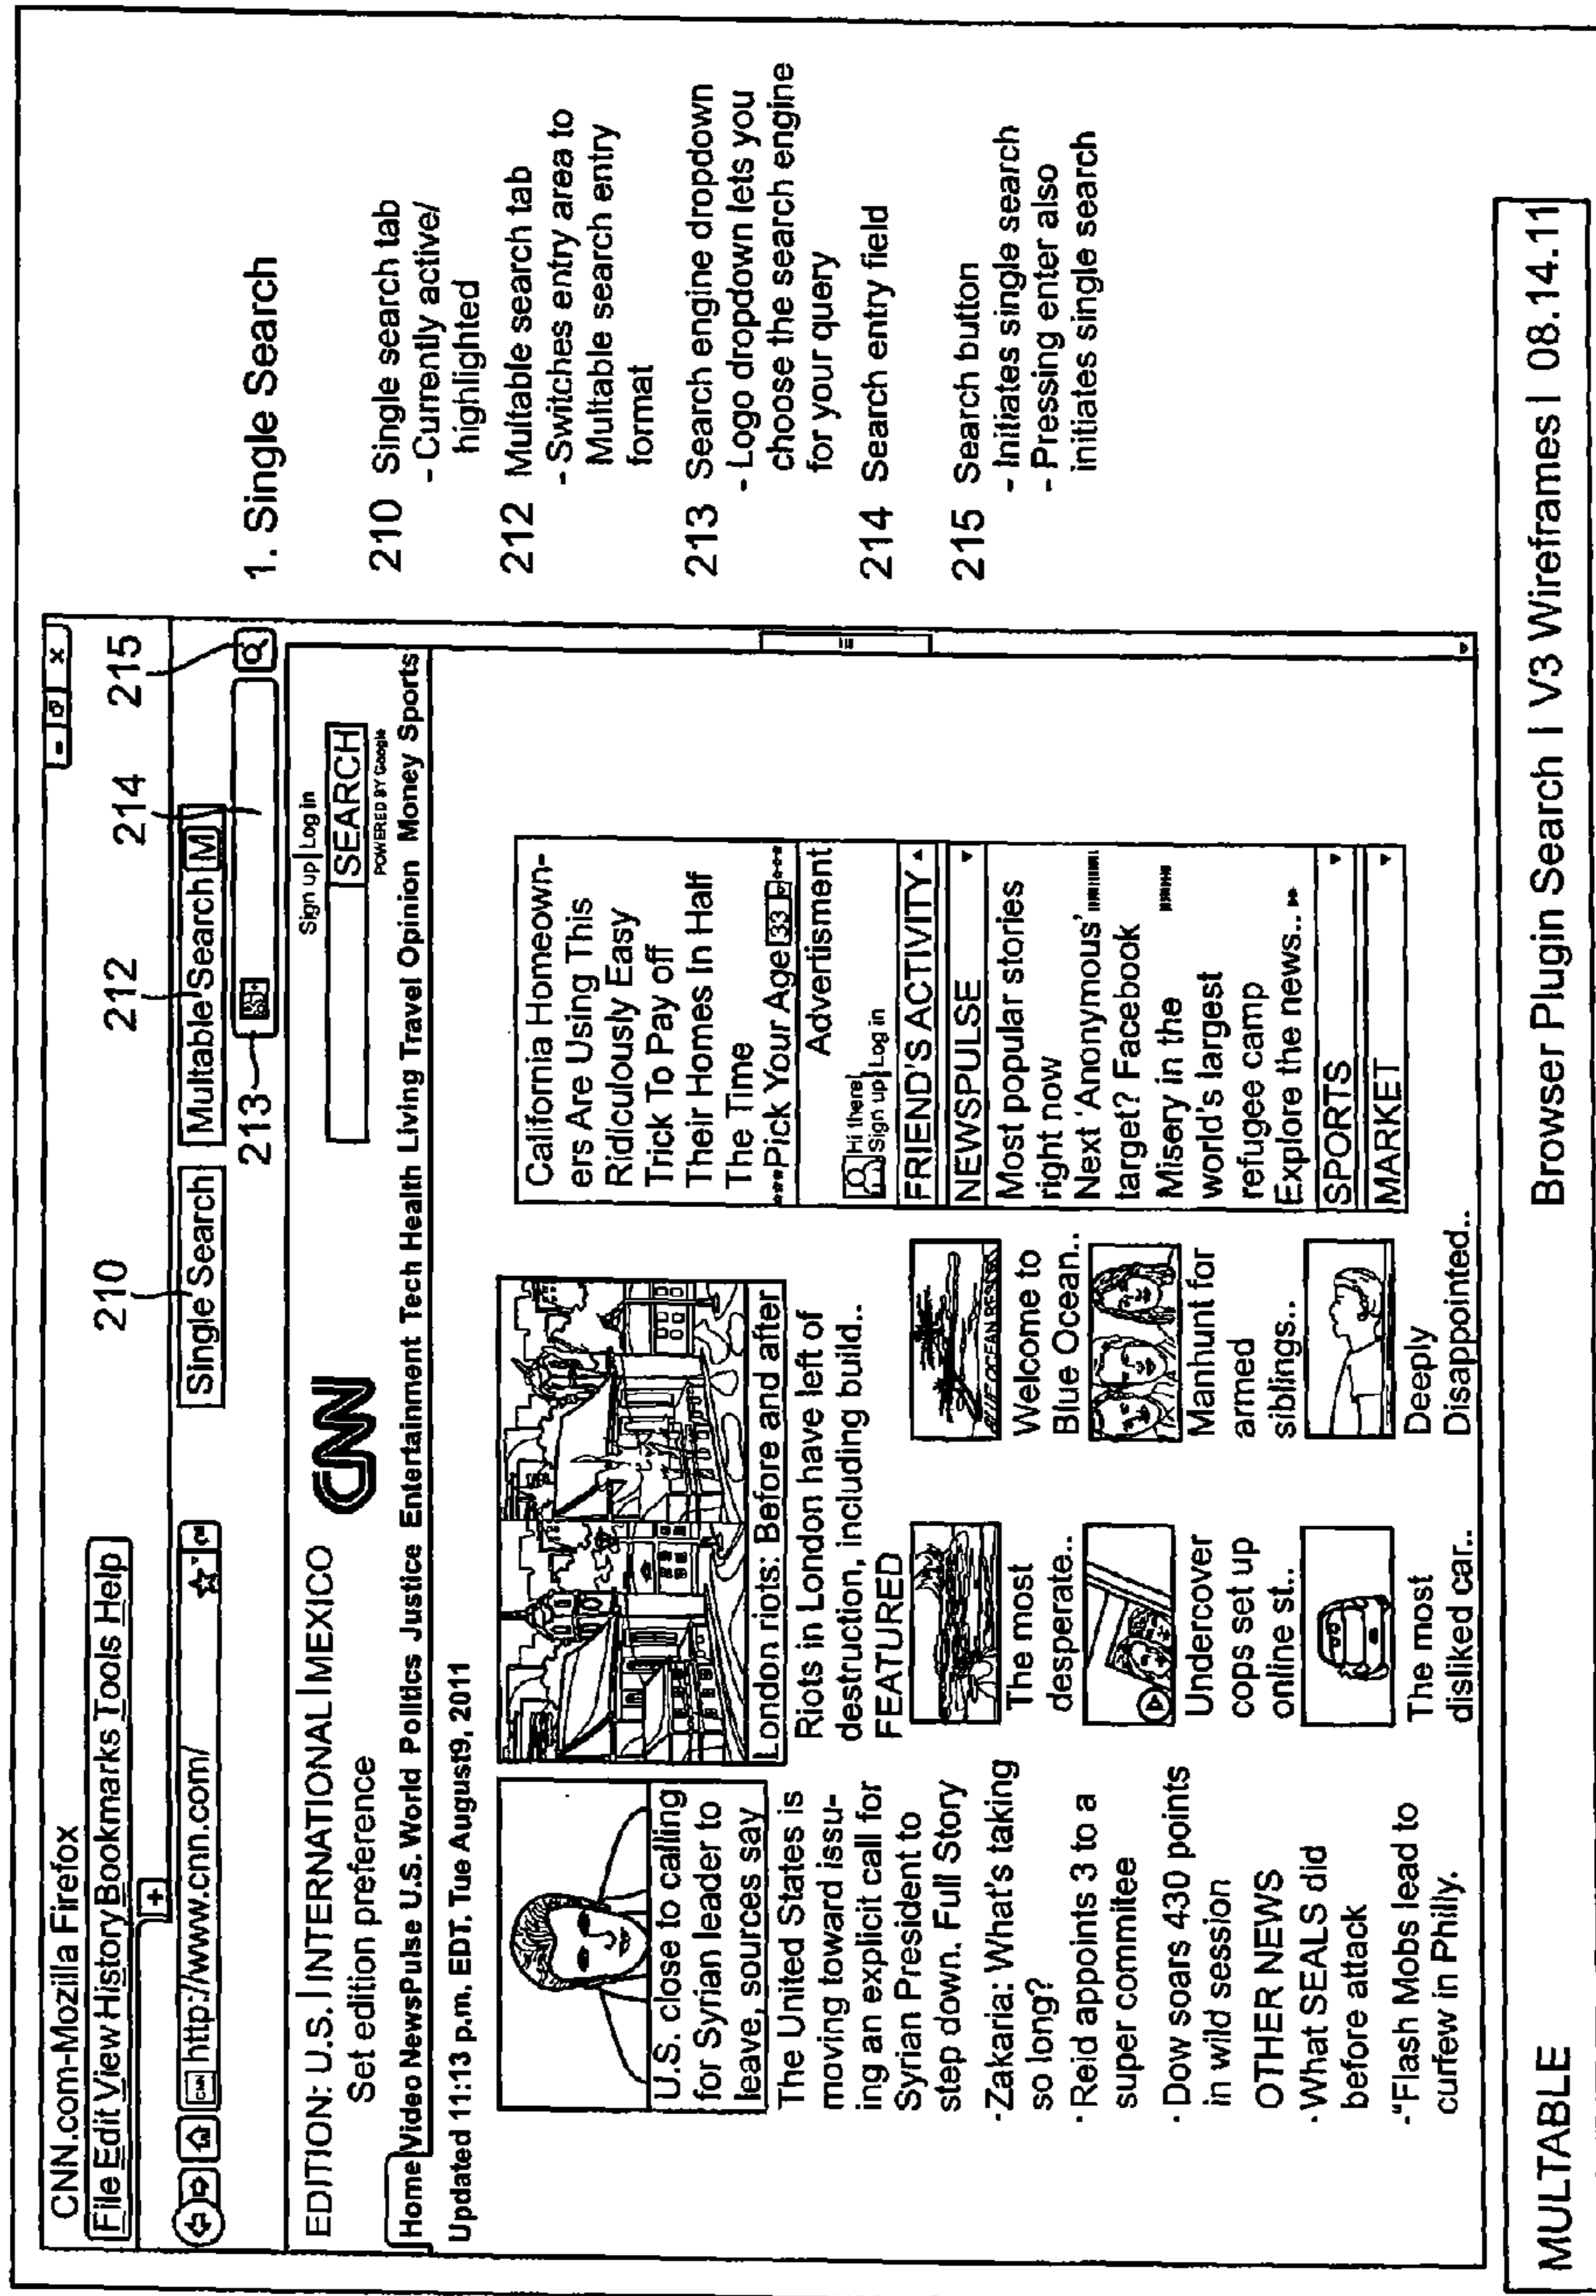 CNN.com-Mozilla Firefox
File Edit View History Bookmarks Tools Help
+
CNN http://www.cnn.com/
210
212
214
215
Single Search
Multable Search M
213
EDITION: U.S. | INTERNATIONAL | MEXICO
Set edition preference
CNN
Sign up | Log in
SEARCH
POWERED BY Google
Home Video NewsPulse U.S. World Politics Justice Entertainment Tech Health Living Travel Opinion Money Sports
Updated 11:13 p.m. EDT. Tue August9, 2011
U.S. close to calling
for Syrian leader to
leave, sources say
The United States is
moving toward issu-
ing an explicit call for
Syrian President to
step down. Full Story
-Zakaria: What's taking
so long?
· Reid appoints 3 to a
super commitee
· Dow soars 430 points
in wild session
OTHER NEWS
· What SEALS did
before attack
-"Flash Mobs lead to
curfew in Philly.
London riots: Before and after
Riots in London have left of
destruction, including build..
FEATURED
The most
desperate..
Undercover
cops set up
online st..
The most
disliked car..
BLUE OCEAN
Welcome to
Blue Ocean..
Manhunt for
armed
siblings..
Deeply
Disappointed..
California Homeown-
ers Are Using This
Ridiculously Easy
Trick To Pay off
Their Homes In Half
The Time
***Pick Your Age 33 ***
Advertisment
Hi there!
Sign up | Log in
FRIEND'S ACTIVITY
NEWSPULSE
Most popular stories
right now
Next 'Anonymous'
target? Facebook
Misery in the
world's largest
refugee camp
Explore the news..
SPORTS
MARKET
1. Single Search
210 Single search tab
- Currently active/
highlighted
212 Multable search tab
- Switches entry area to
Multable search entry
format
213 Search engine dropdown
- Logo dropdown lets you
choose the search engine
for your query
214 Search entry field
215 Search button
- Initiates single search
- Pressing enter also
initiates single search
MULTABLE
Browser Plugin Search | V3 Wireframes | 08.14.11